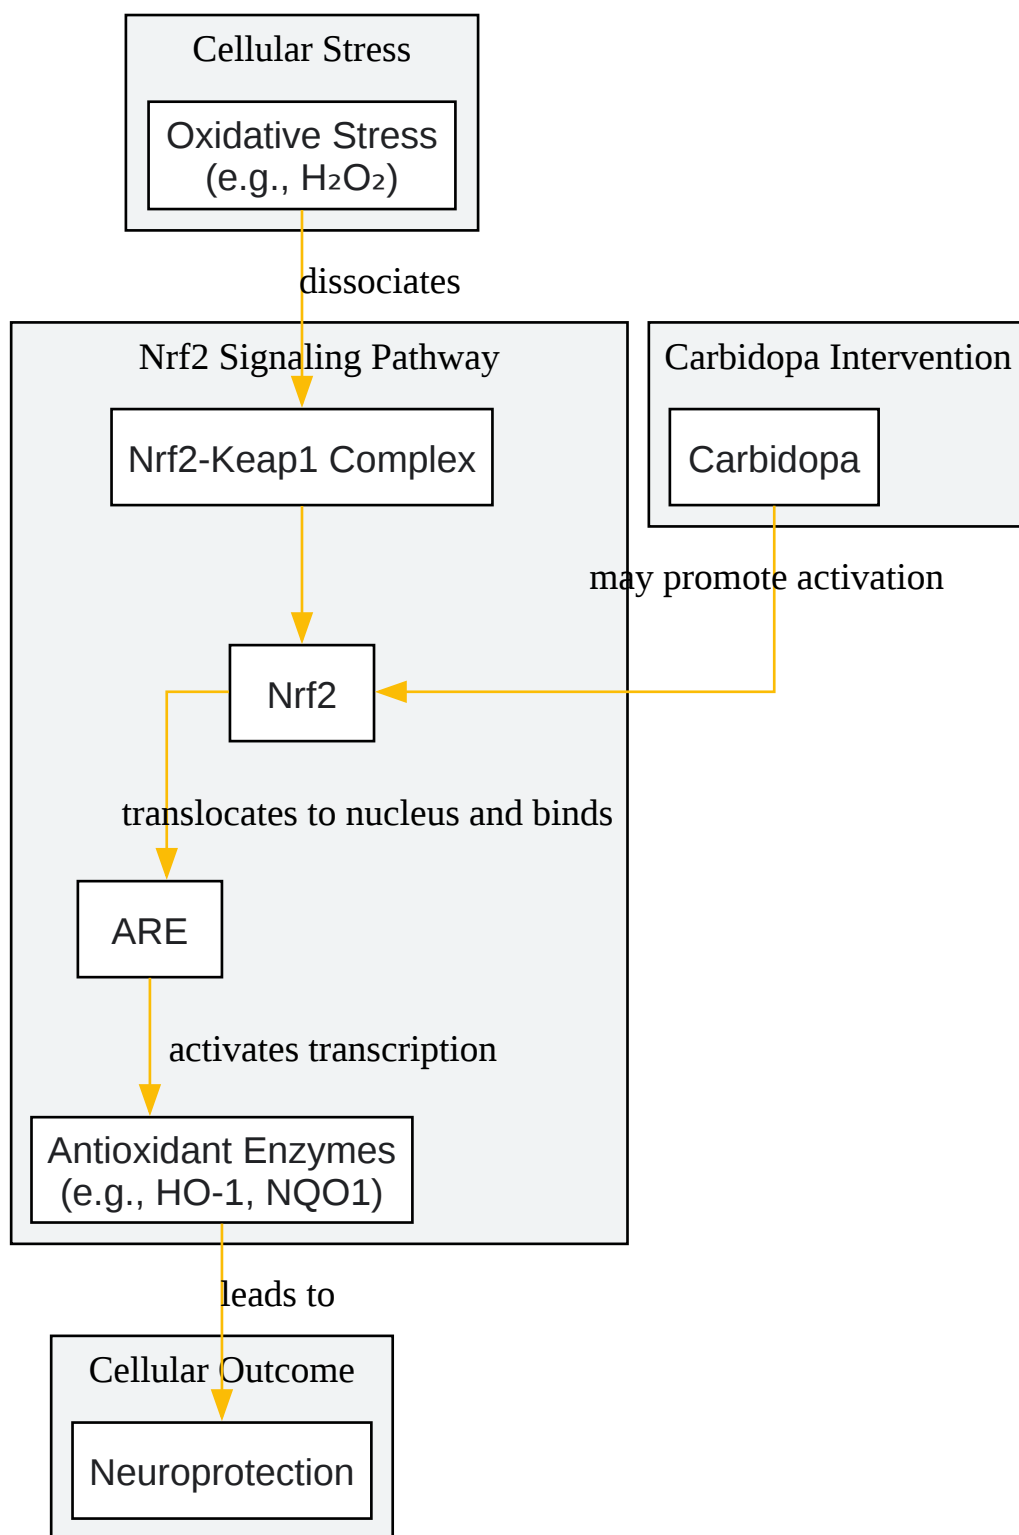 Cellular Stress
Oxidative Stress
(e.g., H₂O₂)
dissociates
Nrf2 Signaling Pathway
Nrf2-Keap1 Complex
Carbidopa Intervention
Carbidopa
may promote activation
Nrf2
translocates to nucleus and binds
ARE
activates transcription
Antioxidant Enzymes
(e.g., HO-1, NQO1)
leads to
Cellular Outcome
Neuroprotection